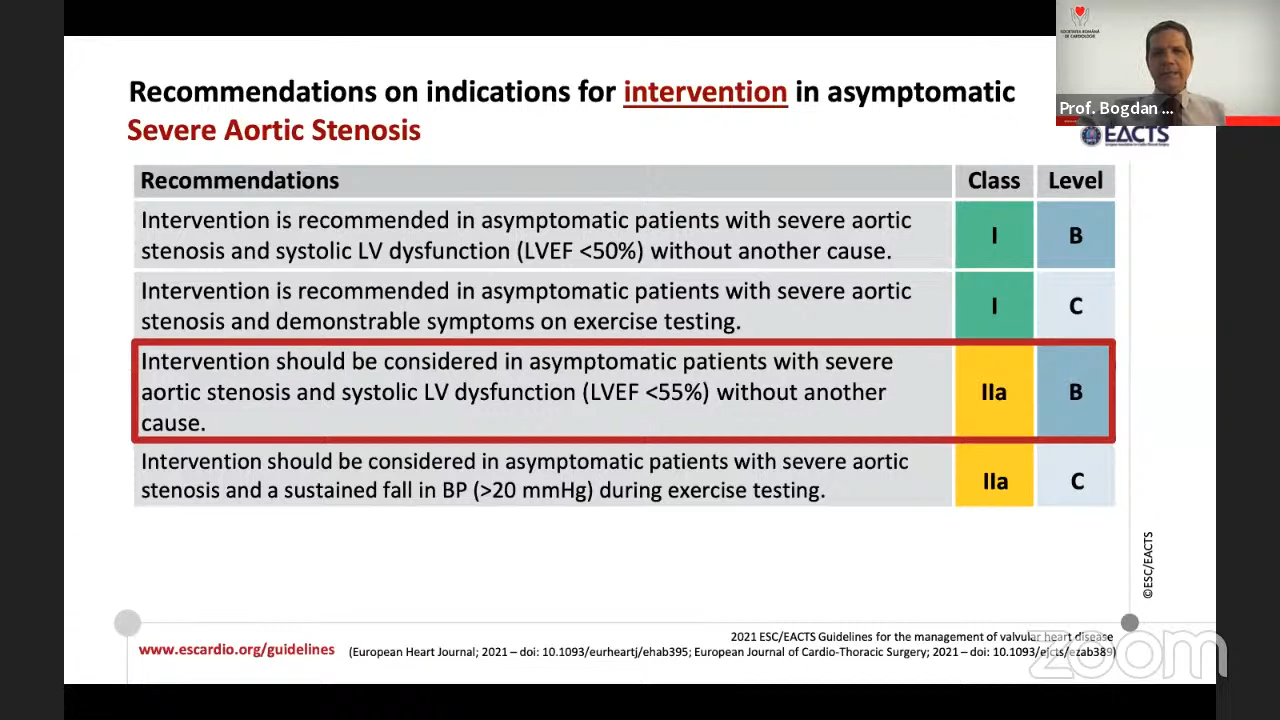 SOCIETATEA ROMÂNĂ
DE CARDIOLOGIE
Prof. Bogdan ...
Recommendations on indications for intervention in asymptomatic
Severe Aortic Stenosis
EACTS
Recommendations Class Level
Intervention is recommended in asymptomatic patients with severe aortic
stenosis and systolic LV dysfunction (LVEF <50%) without another cause.
I B
Intervention is recommended in asymptomatic patients with severe aortic
stenosis and demonstrable symptoms on exercise testing.
I C
Intervention should be considered in asymptomatic patients with severe
aortic stenosis and systolic LV dysfunction (LVEF <55%) without another
cause.
IIa B
Intervention should be considered in asymptomatic patients with severe aortic
stenosis and a sustained fall in BP (>20 mmHg) during exercise testing.
IIa C
©ESC/EACTS
www.escardio.org/guidelines
2021 ESC/EACTS Guidelines for the management of valvular heart disease
(European Heart Journal; 2021 – doi: 10.1093/eurheartj/ehab395; European Journal of Cardio-Thoracic Surgery; 2021 – doi: 10.1093/ejcts/ezab389)
zoom